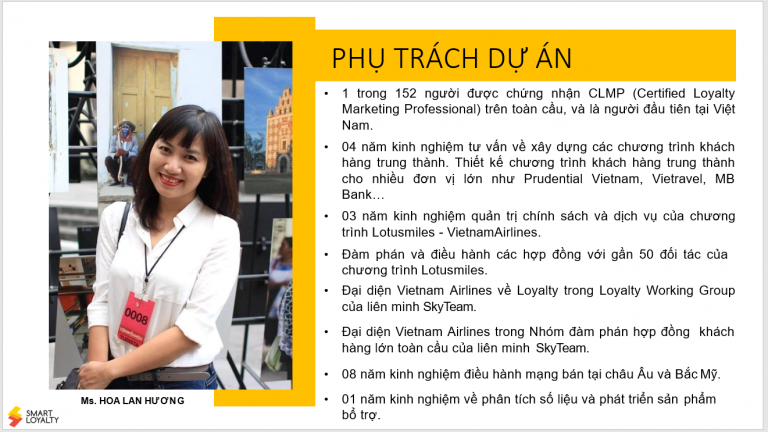 PHỤ TRÁCH DỰ ÁN
• 1 trong 152 người được chứng nhận CLMP (Certified Loyalty
Marketing Professional) trên toàn cầu, và là người đầu tiên tại Việt
Nam.
• 04 năm kinh nghiệm tư vấn về xây dựng các chương trình khách
hàng trung thành. Thiết kế chương trình khách hàng trung thành
cho nhiều đơn vị lớn như Prudential Vietnam, Vietravel, MB
Bank…
• 03 năm kinh nghiệm quản trị chính sách và dịch vụ của chương
trình Lotusmiles - VietnamAirlines.
• Đàm phán và điều hành các hợp đồng với gần 50 đối tác của
chương trình Lotusmiles.
• Đại diện Vietnam Airlines về Loyalty trong Loyalty Working Group
của liên minh SkyTeam.
• Đại diện Vietnam Airlines trong Nhóm đàm phán hợp đồng khách
hàng lớn toàn cầu của liên minh SkyTeam.
• 08 năm kinh nghiệm điều hành mạng bán tại châu Âu và Bắc Mỹ.
• 01 năm kinh nghiệm về phân tích số liệu và phát triển sản phẩm
bổ trợ.
0008
Ms. HOA LAN HƯƠNG
SMART
LOYALTY